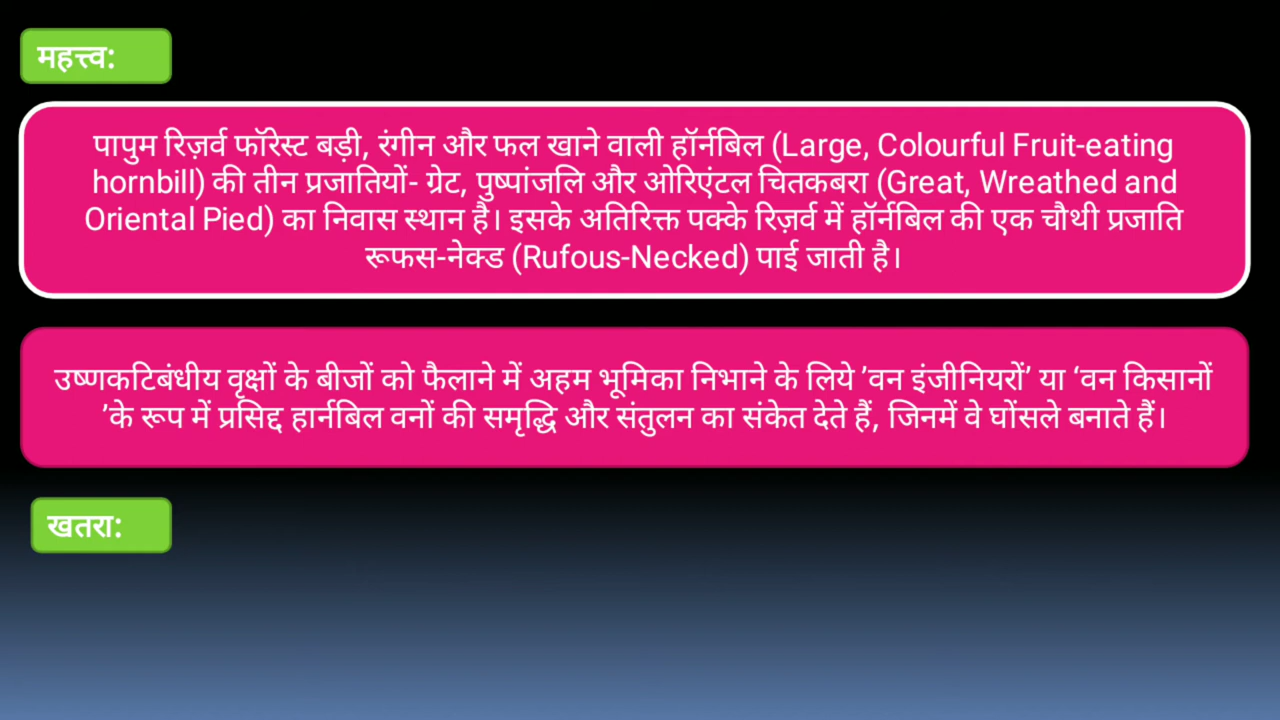 महत्त्व:
पापुम रिज़र्व फॉरेस्ट बड़ी, रंगीन और फल खाने वाली हॉर्नबिल (Large, Colourful Fruit-eating
hornbill) की तीन प्रजातियों- ग्रेट, पुष्पांजलि और ओरिएंटल चितकबरा (Great, Wreathed and
Oriental Pied) का निवास स्थान है। इसके अतिरिक्त पक्के रिज़र्व में हॉर्नबिल की एक चौथी प्रजाति
रूफस-नेक्ड (Rufous-Necked) पाई जाती है।
उष्णकटिबंधीय वृक्षों के बीजों को फैलाने में अहम भूमिका निभाने के लिये ’वन इंजीनियरों’ या ‘वन किसानों
’के रूप में प्रसिद्द हार्नबिल वनों की समृद्धि और संतुलन का संकेत देते हैं, जिनमें वे घोंसले बनाते हैं।
खतरा: